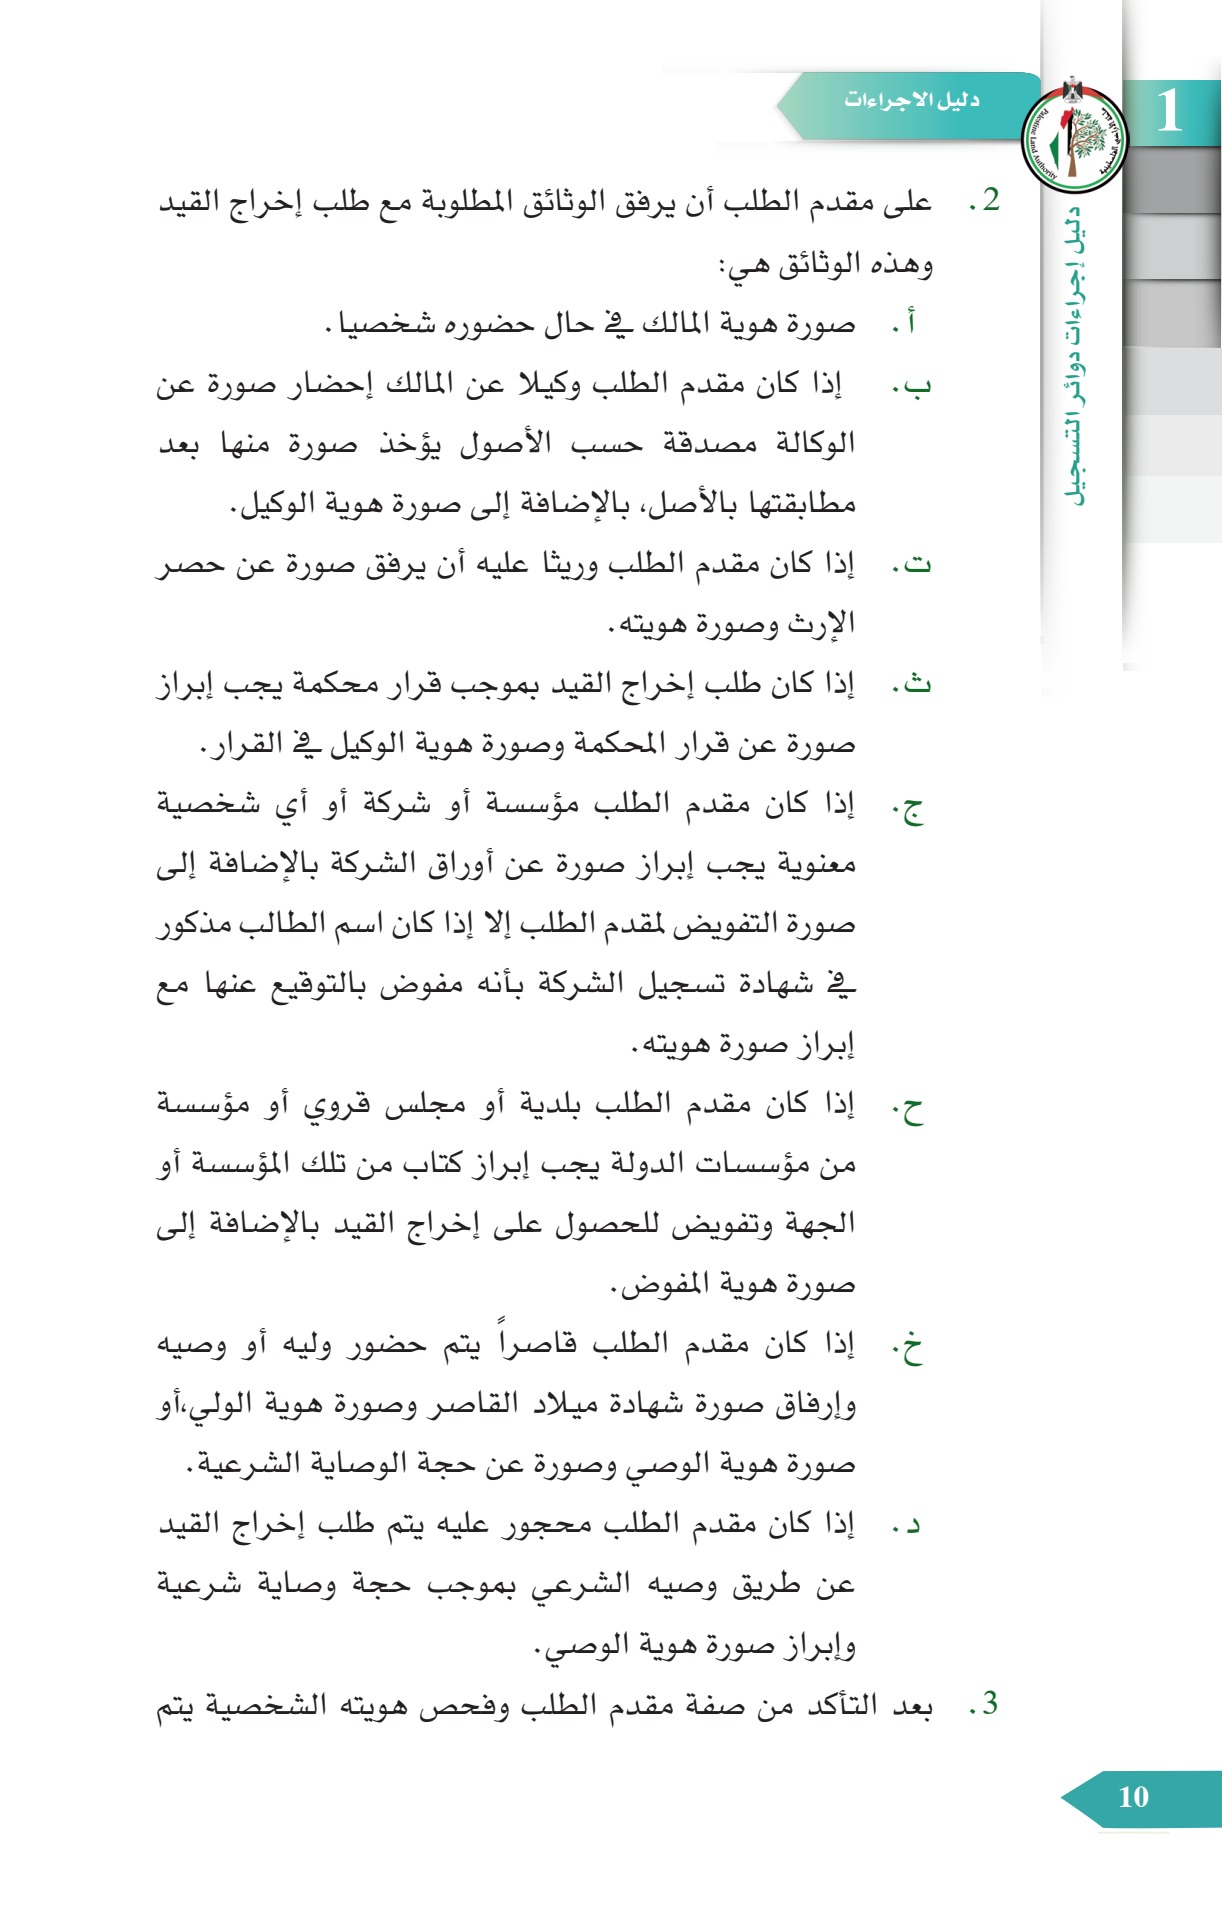 دليل الاجراءات
1
Palestine Land Authority
دليل إجراءات دوائر التسجيل
2. على مقدم الطلب أن يرفق الوثائق المطلوبة مع طلب إخراج القيد
وهذه الوثائق هي:
أ. صورة هوية المالك في حال حضوره شخصيا.
ب. إذا كان مقدم الطلب وكيلا عن المالك إحضار صورة عن
الوكالة مصدقة حسب الأصول يؤخذ صورة منها بعد
مطابقتها بالأصل، بالإضافة إلى صورة هوية الوكيل.
ت. إذا كان مقدم الطلب وريثا عليه أن يرفق صورة عن حصر
الإرث وصورة هويته.
ث. إذا كان طلب إخراج القيد بموجب قرار محكمة يجب إبراز
صورة عن قرار المحكمة وصورة هوية الوكيل في القرار.
ج. إذا كان مقدم الطلب مؤسسة أو شركة أو أي شخصية
معنوية يجب إبراز صورة عن أوراق الشركة بالإضافة إلى
صورة التفويض لمقدم الطلب إلا إذا كان اسم الطالب مذكور
في شهادة تسجيل الشركة بأنه مفوض بالتوقيع عنها مع
إبراز صورة هويته.
ح. إذا كان مقدم الطلب بلدية أو مجلس قروي أو مؤسسة
من مؤسسات الدولة يجب إبراز كتاب من تلك المؤسسة أو
الجهة وتفويض للحصول على إخراج القيد بالإضافة إلى
صورة هوية المفوض.
خ. إذا كان مقدم الطلب قاصراً يتم حضور وليه أو وصيه
وإرفاق صورة شهادة ميلاد القاصر وصورة هوية الولي،أو
صورة هوية الوصي وصورة عن حجة الوصاية الشرعية.
د. إذا كان مقدم الطلب محجور عليه يتم طلب إخراج القيد
عن طريق وصيه الشرعي بموجب حجة وصاية شرعية
وإبراز صورة هوية الوصي.
3. بعد التأكد من صفة مقدم الطلب وفحص هويته الشخصية يتم
10